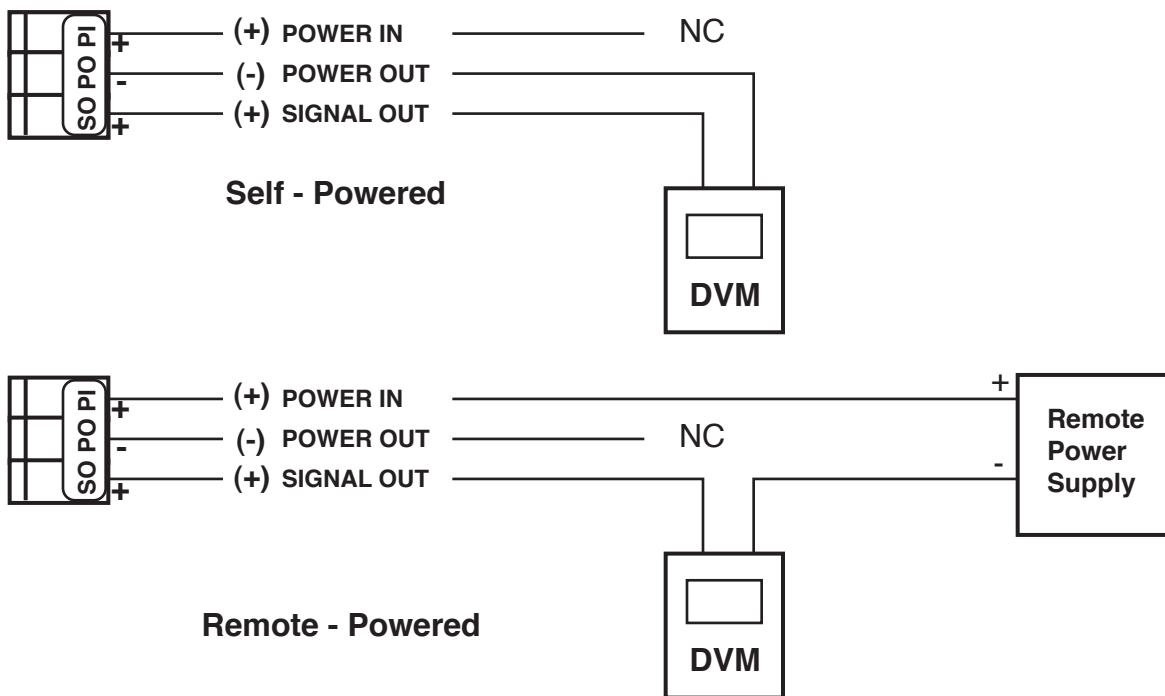 SO PO PI
+ (+) POWER IN NC
- (-) POWER OUT
+ (+) SIGNAL OUT
Self - Powered
DVM
SO PO PI
+ (+) POWER IN +
- (-) POWER OUT NC
+ (+) SIGNAL OUT -
Remote
Power
Supply
Remote - Powered
DVM